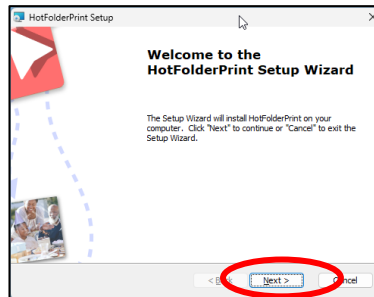 HotFolderPrint Setup
Welcome to the
HotFolderPrint Setup Wizard
The Setup Wizard will install HotFolderPrint on your
computer. Click "Next" to continue or "Cancel" to exit the
Setup Wizard.
< Next > Cancel